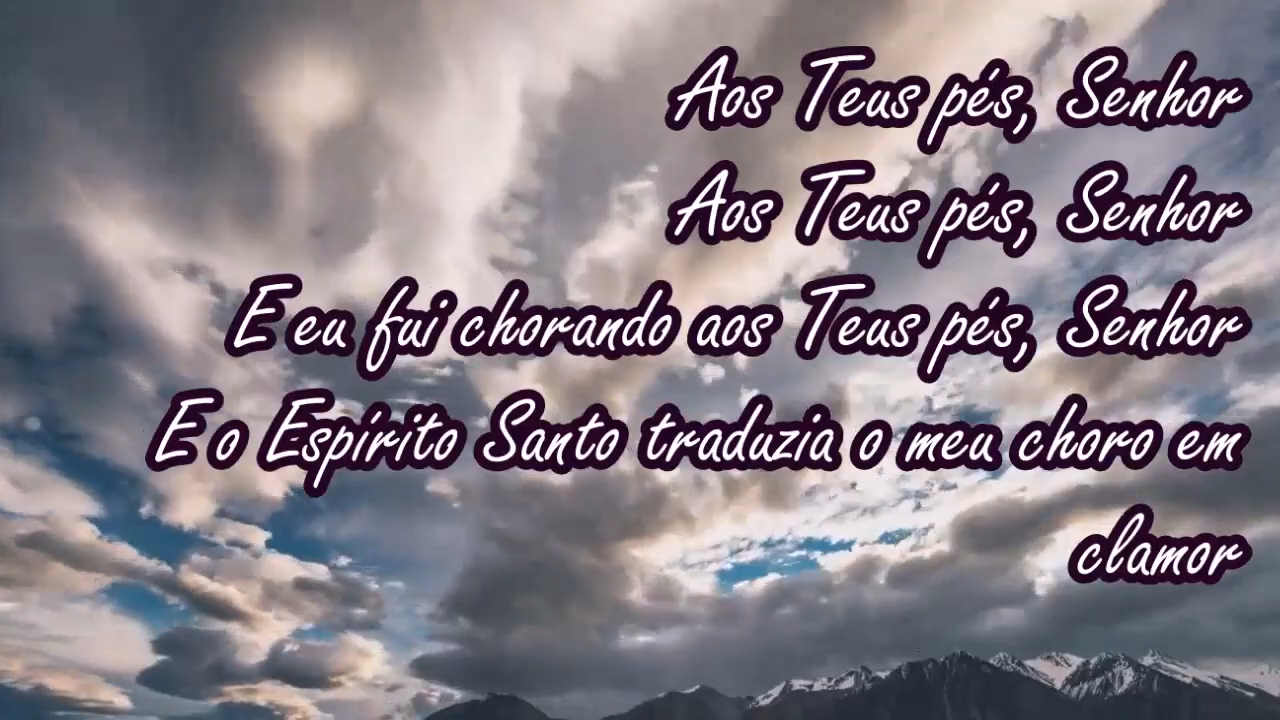 Aos Teus pés, Senhor
Aos Teus pés, Senhor
E eu fui chorando aos Teus pés, Senhor
E o Espírito Santo traduzia o meu choro em
clamor